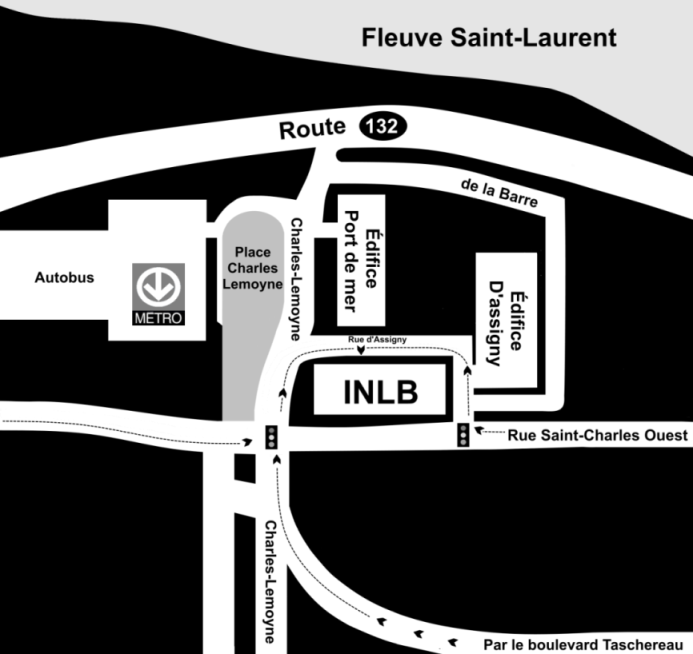 Fleuve Saint-Laurent
Route 132
de la Barre
Édifice
Port de mer
Charles-Lemoyne
Place
Charles
Lemoyne
Autobus
METRO
Édifice
D'assigny
Rue d'Assigny
INLB
Rue Saint-Charles Ouest
Charles-Lemoyne
Par le boulevard Taschereau